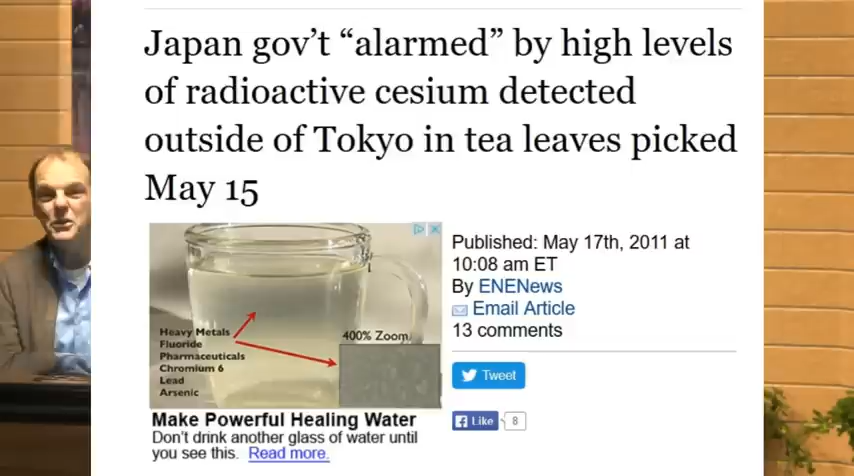 Japan gov't “alarmed” by high levels
of radioactive cesium detected
outside of Tokyo in tea leaves picked
May 15
Heavy Metals
Fluoride
Pharmaceuticals
Chromium 6
Lead
Arsenic
400% Zoom
Make Powerful Healing Water
Don't drink another glass of water until
you see this. Read more.
Published: May 17th, 2011 at
10:08 am ET
By ENENews
Email Article
13 comments
Tweet
Like 8